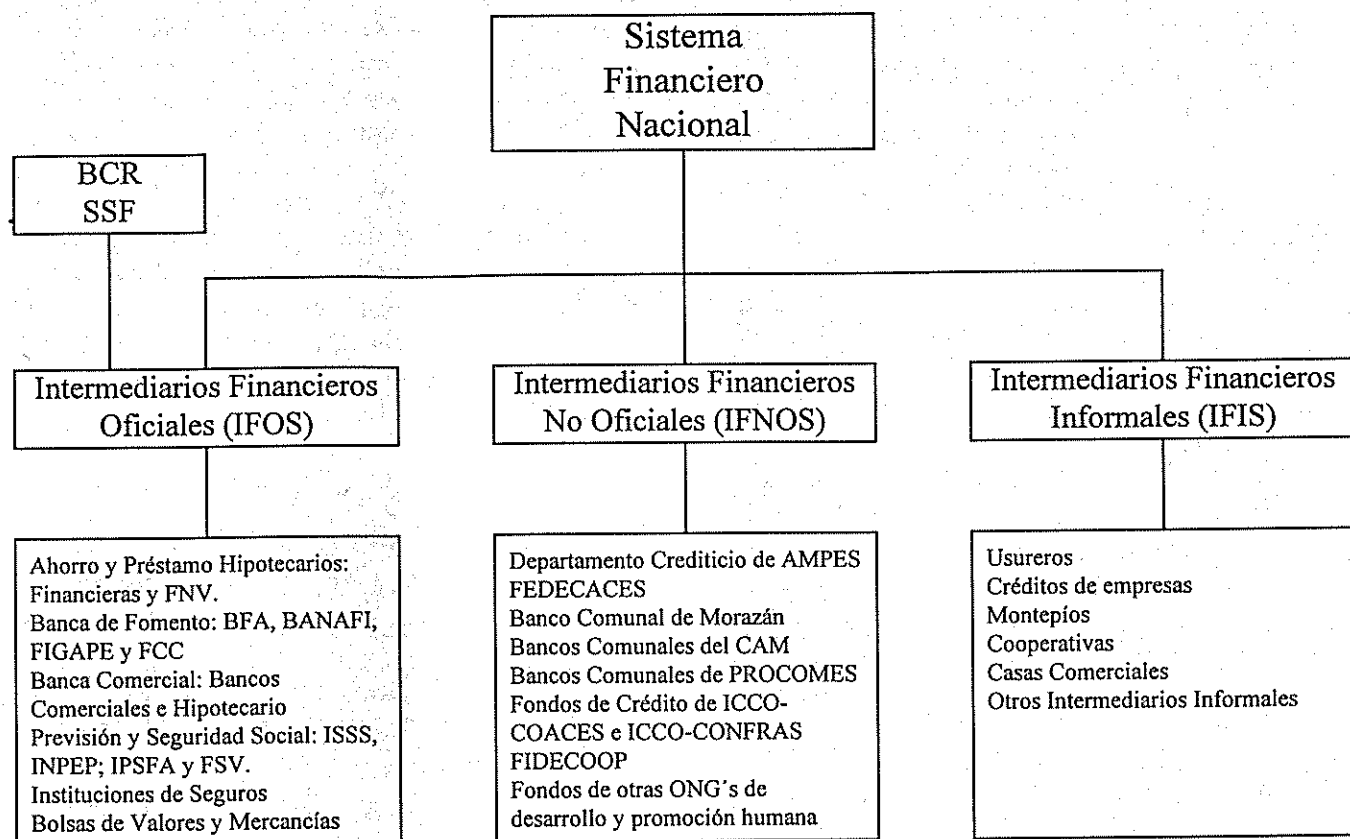 Sistema
Financiero
Nacional
BCR
SSF
Intermediarios Financieros
Oficiales (IFOS)
Intermediarios Financieros
No Oficiales (IFNOS)
Intermediarios Financieros
Informales (IFIS)
Ahorro y Préstamo Hipotecarios:
Financieras y FNV.
Banca de Fomento: BFA, BANAFI,
FIGAPE y FCC
Banca Comercial: Bancos
Comerciales e Hipotecario
Previsión y Seguridad Social: ISSS,
INPEP; IPSFA y FSV.
Instituciones de Seguros
Bolsas de Valores y Mercancías
Departamento Crediticio de AMPES
FEDECACES
Banco Comunal de Morazán
Bancos Comunales del CAM
Bancos Comunales de PROCOMES
Fondos de Crédito de ICCO-
COACES e ICCO-CONFRAS
FIDECOOP
Fondos de otras ONG´s de
desarrollo y promoción humana
Usureros
Créditos de empresas
Montepíos
Cooperativas
Casas Comerciales
Otros Intermediarios Informales